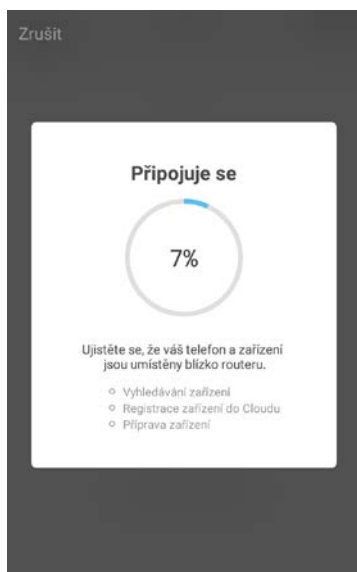 Zrušit
Připojuje se
7%
Ujistěte se, že váš telefon a zařízení
jsou umístěny blízko routeru.
Vyhledávání zařízení
Registrace zařízení do Cloudu
Příprava zařízení